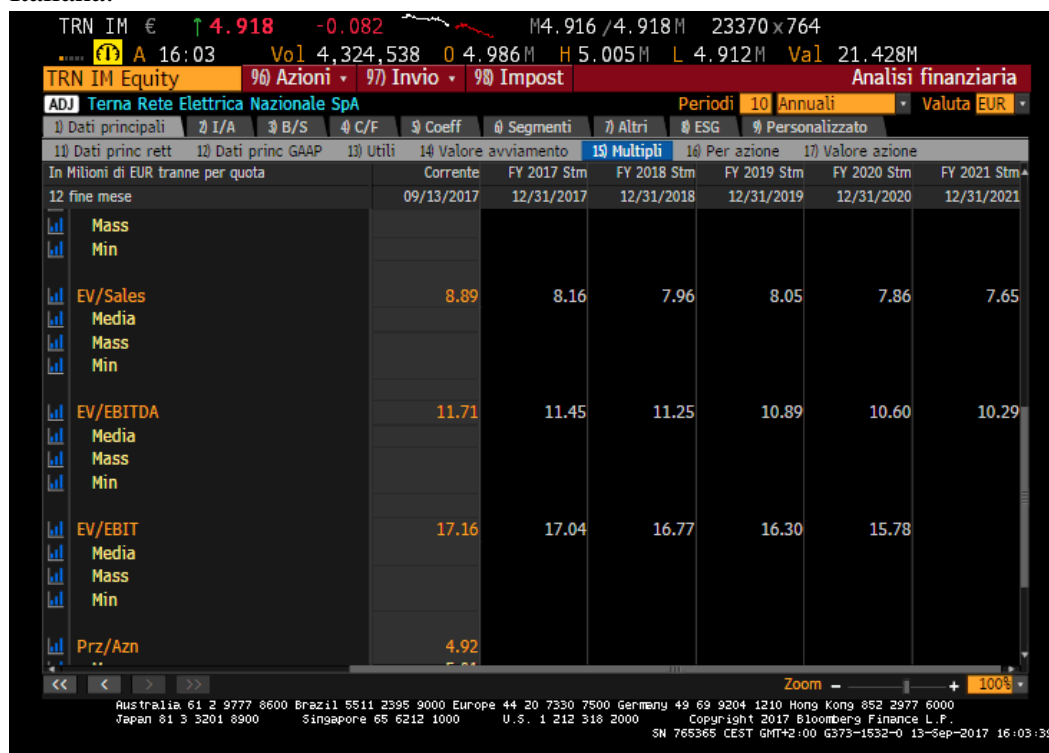 TRN IM € ↑ 4.918 -0.082 M4.916 /4.918M 23370 x 764
A 16:03 Vol 4,324,538 O 4.986M H 5.005M L 4.912M Val 21.428M
TRN IM Equity 96) Azioni 97) Invio 98) Impost Analisi finanziaria
ADJ Terna Rete Elettrica Nazionale SpA Periodi 10 Annuali Valuta EUR
1) Dati principali 2) I/A 3) B/S 4) C/F 5) Coeff 6) Segmenti 7) Altri 8) ESG 9) Personalizzato
11) Dati princ rett 12) Dati princ GAAP 13) Utili 14) Valore avviamento 15) Multipli 16) Per azione 17) Valore azione
In Milioni di EUR tranne per quota Corrente FY 2017 Stm FY 2018 Stm FY 2019 Stm FY 2020 Stm FY 2021 Stm
12 fine mese 09/13/2017 12/31/2017 12/31/2018 12/31/2019 12/31/2020 12/31/2021
Mass
Min
EV/Sales 8.89 8.16 7.96 8.05 7.86 7.65
Media
Mass
Min
EV/EBITDA 11.71 11.45 11.25 10.89 10.60 10.29
Media
Mass
Min
EV/EBIT 17.16 17.04 16.77 16.30 15.78
Media
Mass
Min
Prz/Azn 4.92
<< < > >> Zoom − + 100%
Australia 61 2 9777 8600 Brazil 5511 2395 9000 Europe 44 20 7330 7500 Germany 49 69 9204 1210 Hong Kong 852 2977 6000
Japan 81 3 3201 8900 Singapore 65 6212 1000 U.S. 1 212 318 2000 Copyright 2017 Bloomberg Finance L.P.
SN 765365 CEST GMT+2:00 G373-1532-0 13-Sep-2017 16:03:39